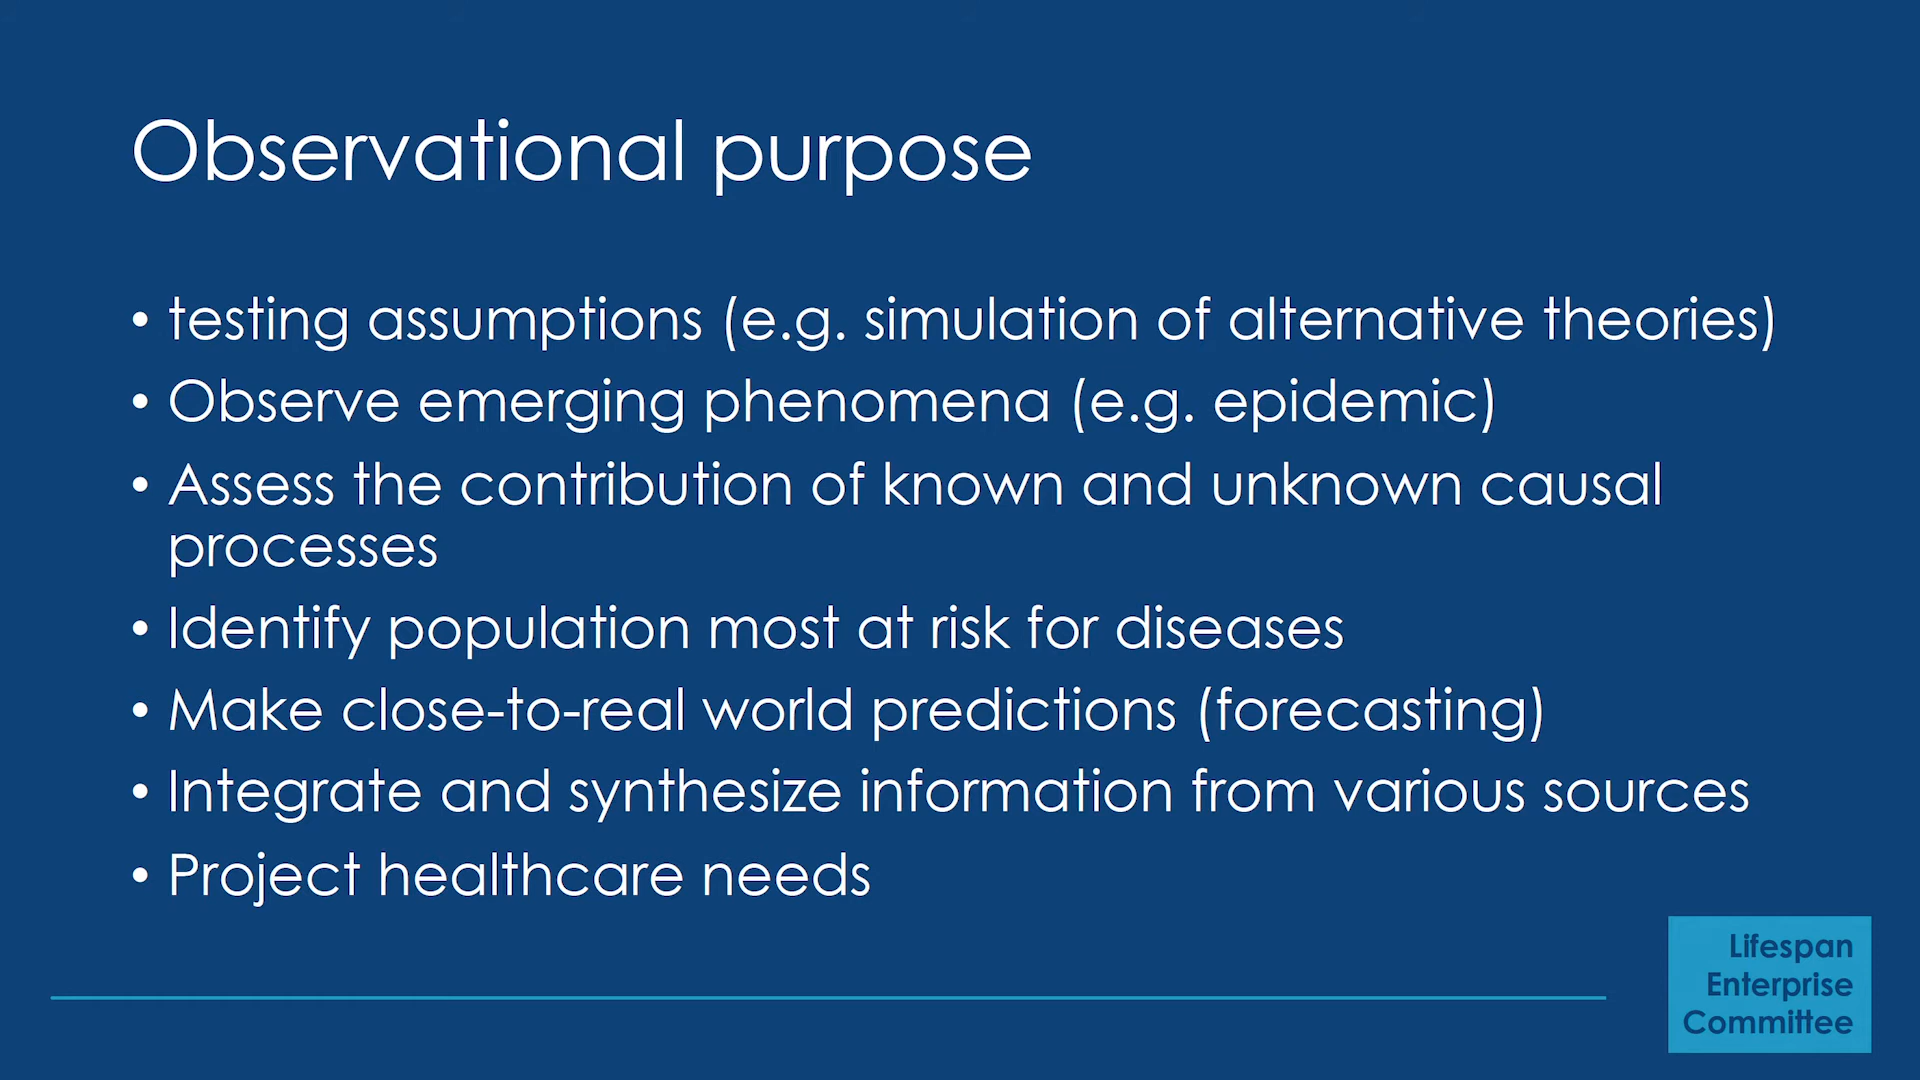 Observational purpose
• testing assumptions (e.g. simulation of alternative theories)
• Observe emerging phenomena (e.g. epidemic)
• Assess the contribution of known and unknown causal
processes
• Identify population most at risk for diseases
• Make close-to-real world predictions (forecasting)
• Integrate and synthesize information from various sources
• Project healthcare needs
Lifespan
Enterprise
Committee